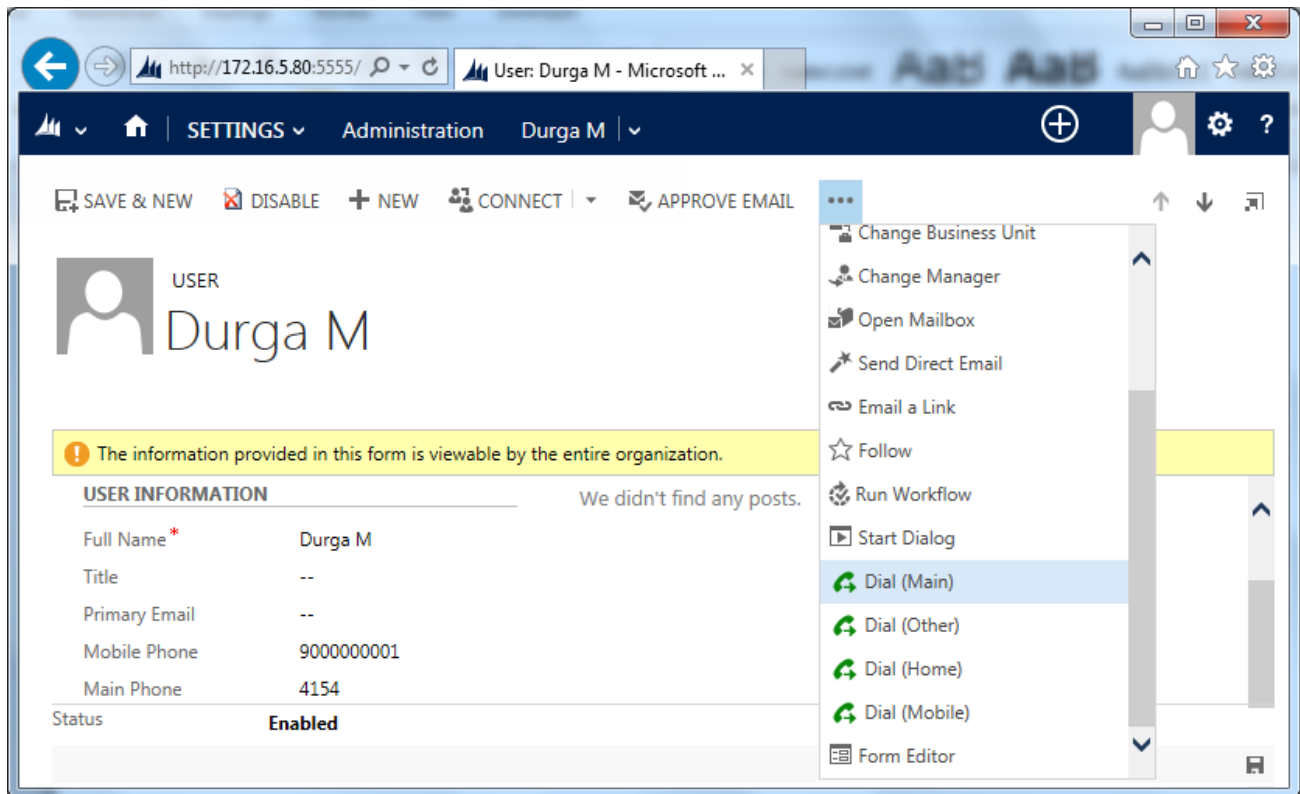 http://172.16.5.80:5555/
User: Durga M - Microsoft ...
SETTINGS
Administration
Durga M
?
SAVE & NEW
DISABLE
NEW
CONNECT
APPROVE EMAIL
Change Business Unit
Change Manager
Open Mailbox
Send Direct Email
Email a Link
Follow
Run Workflow
Start Dialog
Dial (Main)
Dial (Other)
Dial (Home)
Dial (Mobile)
Form Editor
USER
Durga M
The information provided in this form is viewable by the entire organization.
USER INFORMATION
We didn't find any posts.
Full Name* Durga M
Title --
Primary Email --
Mobile Phone 9000000001
Main Phone 4154
Status Enabled